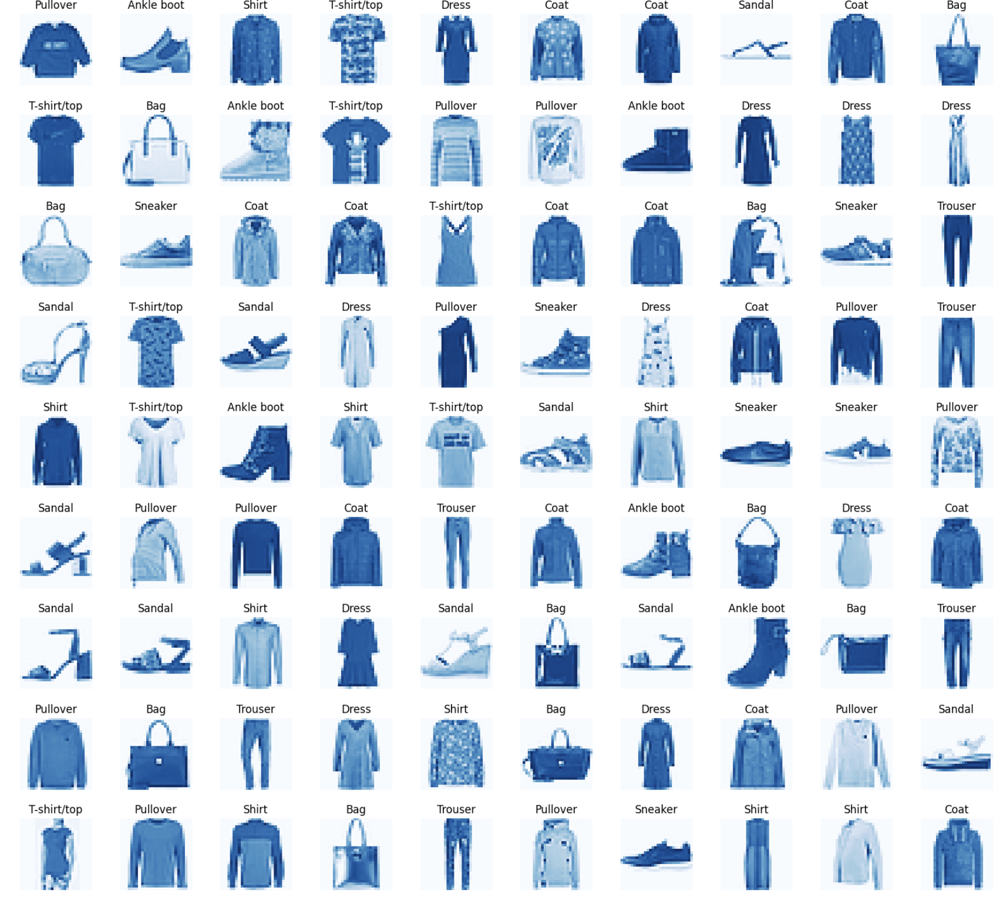 Pullover Ankle boot Shirt T-shirt/top Dress Coat Coat Sandal Coat Bag
T-shirt/top Bag Ankle boot T-shirt/top Pullover Pullover Ankle boot Dress Dress Dress
Bag Sneaker Coat Coat T-shirt/top Coat Coat Bag Sneaker Trouser
Sandal T-shirt/top Sandal Dress Pullover Sneaker Dress Coat Pullover Trouser
Shirt T-shirt/top Ankle boot Shirt T-shirt/top Sandal Shirt Sneaker Sneaker Pullover
Sandal Pullover Pullover Coat Trouser Coat Ankle boot Bag Dress Coat
Sandal Sandal Shirt Dress Sandal Bag Sandal Ankle boot Bag Trouser
Pullover Bag Trouser Dress Shirt Bag Dress Coat Pullover Sandal
T-shirt/top Pullover Shirt Bag Trouser Pullover Sneaker Shirt Shirt Coat